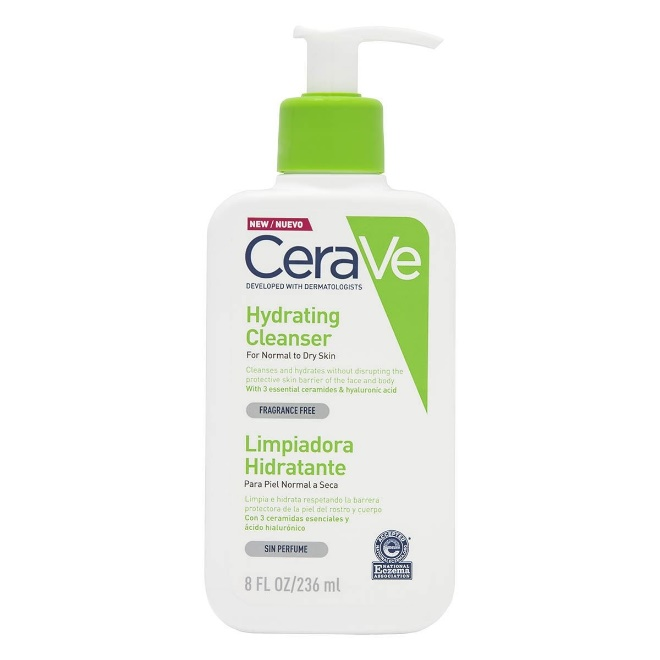 NEW / NUEVO
CeraVe
DEVELOPED WITH DERMATOLOGISTS
Hydrating
Cleanser
For Normal to Dry Skin
Cleanses and hydrates without disrupting the
protective skin barrier of the face and body
With 3 essential ceramides & hyaluronic acid
FRAGRANCE FREE
Limpiadora
Hidratante
Para Piel Normal a Seca
Limpia e hidrata respetando la barrera
protectora de la piel del rostro y cuerpo
Con 3 ceramidas esenciales y
ácido hialurónico
SIN PERFUME
e
NATIONAL
Eczema
ASSOCIATION
8 FL OZ/236 ml